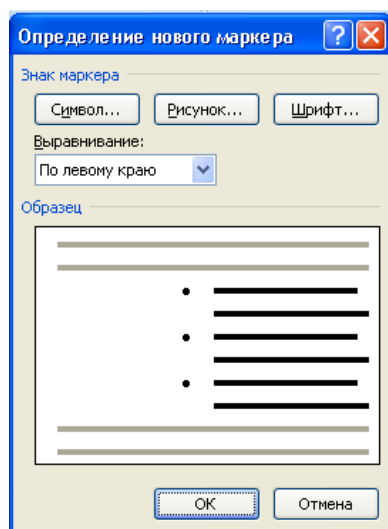 Определение нового маркера
Знак маркера
Символ... Рисунок... Шрифт...
Выравнивание:
По левому краю
Образец
ОК Отмена